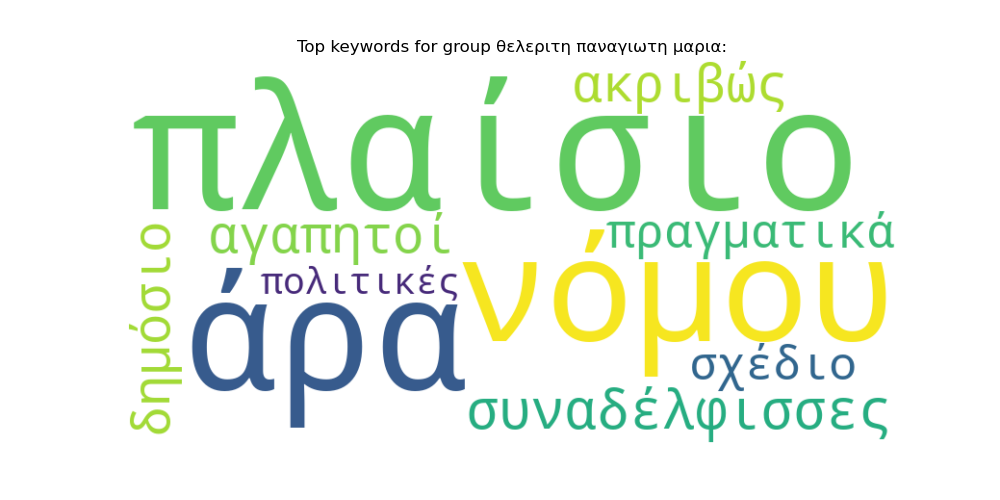 Top keywords for group θελεριτη παναγιωτη μαρια:
ακριβώς
πλαίσιο
αγαπητοί
πραγματικά
δημόσιο
πολιτικές
άρα
νόμου
σχέδιο
συναδέλφισσες